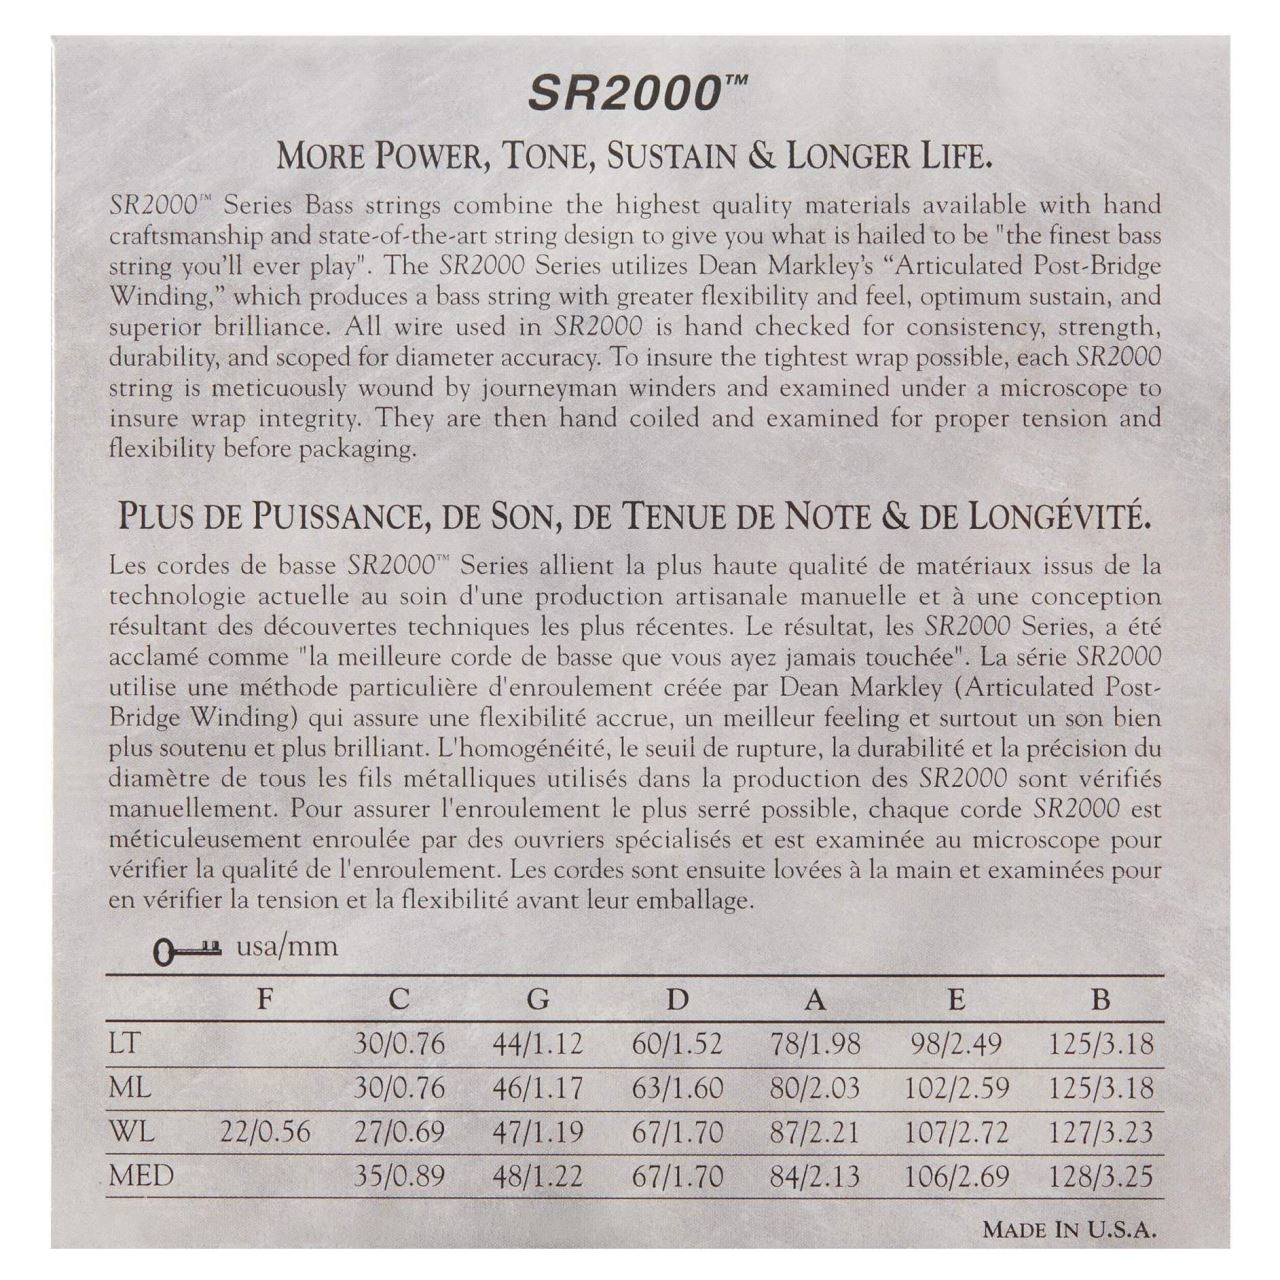 SR2000™
MORE POWER, TONE, SUSTAIN & LONGER LIFE.
SR2000™ Series Bass strings combine the highest quality materials available with hand
craftsmanship and state-of-the-art string design to give you what is hailed to be "the finest bass
string you'll ever play". The SR2000 Series utilizes Dean Markley's “Articulated Post-Bridge
Winding,” which produces a bass string with greater flexibility and feel, optimum sustain, and
superior brilliance. All wire used in SR2000 is hand checked for consistency, strength,
durability, and scoped for diameter accuracy. To insure the tightest wrap possible, each SR2000
string is meticuously wound by journeyman winders and examined under a microscope to
insure wrap integrity. They are then hand coiled and examined for proper tension and
flexibility before packaging.
PLUS DE PUISSANCE, DE SON, DE TENUE DE NOTE & DE LONGÉVITÉ.
Les cordes de basse SR2000™ Series allient la plus haute qualité de matériaux issus de la
technologie actuelle au soin d'une production artisanale manuelle et à une conception
résultant des découvertes techniques les plus récentes. Le résultat, les SR2000 Series, a été
acclamé comme "la meilleure corde de basse que vous ayez jamais touchée". La série SR2000
utilise une méthode particulière d'enroulement créée par Dean Markley (Articulated Post-
Bridge Winding) qui assure une flexibilité accrue, un meilleur feeling et surtout un son bien
plus soutenu et plus brilliant. L'homogénéité, le seuil de rupture, la durabilité et la précision du
diamètre de tous les fils métalliques utilisés dans la production des SR2000 sont vérifiés
manuellement. Pour assurer l'enroulement le plus serré possible, chaque corde SR2000 est
méticuleusement enroulée par des ouvriers spécialisés et est examinée au microscope pour
vérifier la qualité de l'enroulement. Les cordes sont ensuite lovées à la main et examinées pour
en vérifier la tension et la flexibilité avant leur emballage.
usa/mm
F C G D A E B
LT 30/0.76 44/1.12 60/1.52 78/1.98 98/2.49 125/3.18
ML 30/0.76 46/1.17 63/1.60 80/2.03 102/2.59 125/3.18
WL 22/0.56 27/0.69 47/1.19 67/1.70 87/2.21 107/2.72 127/3.23
MED 35/0.89 48/1.22 67/1.70 84/2.13 106/2.69 128/3.25
MADE IN U.S.A.